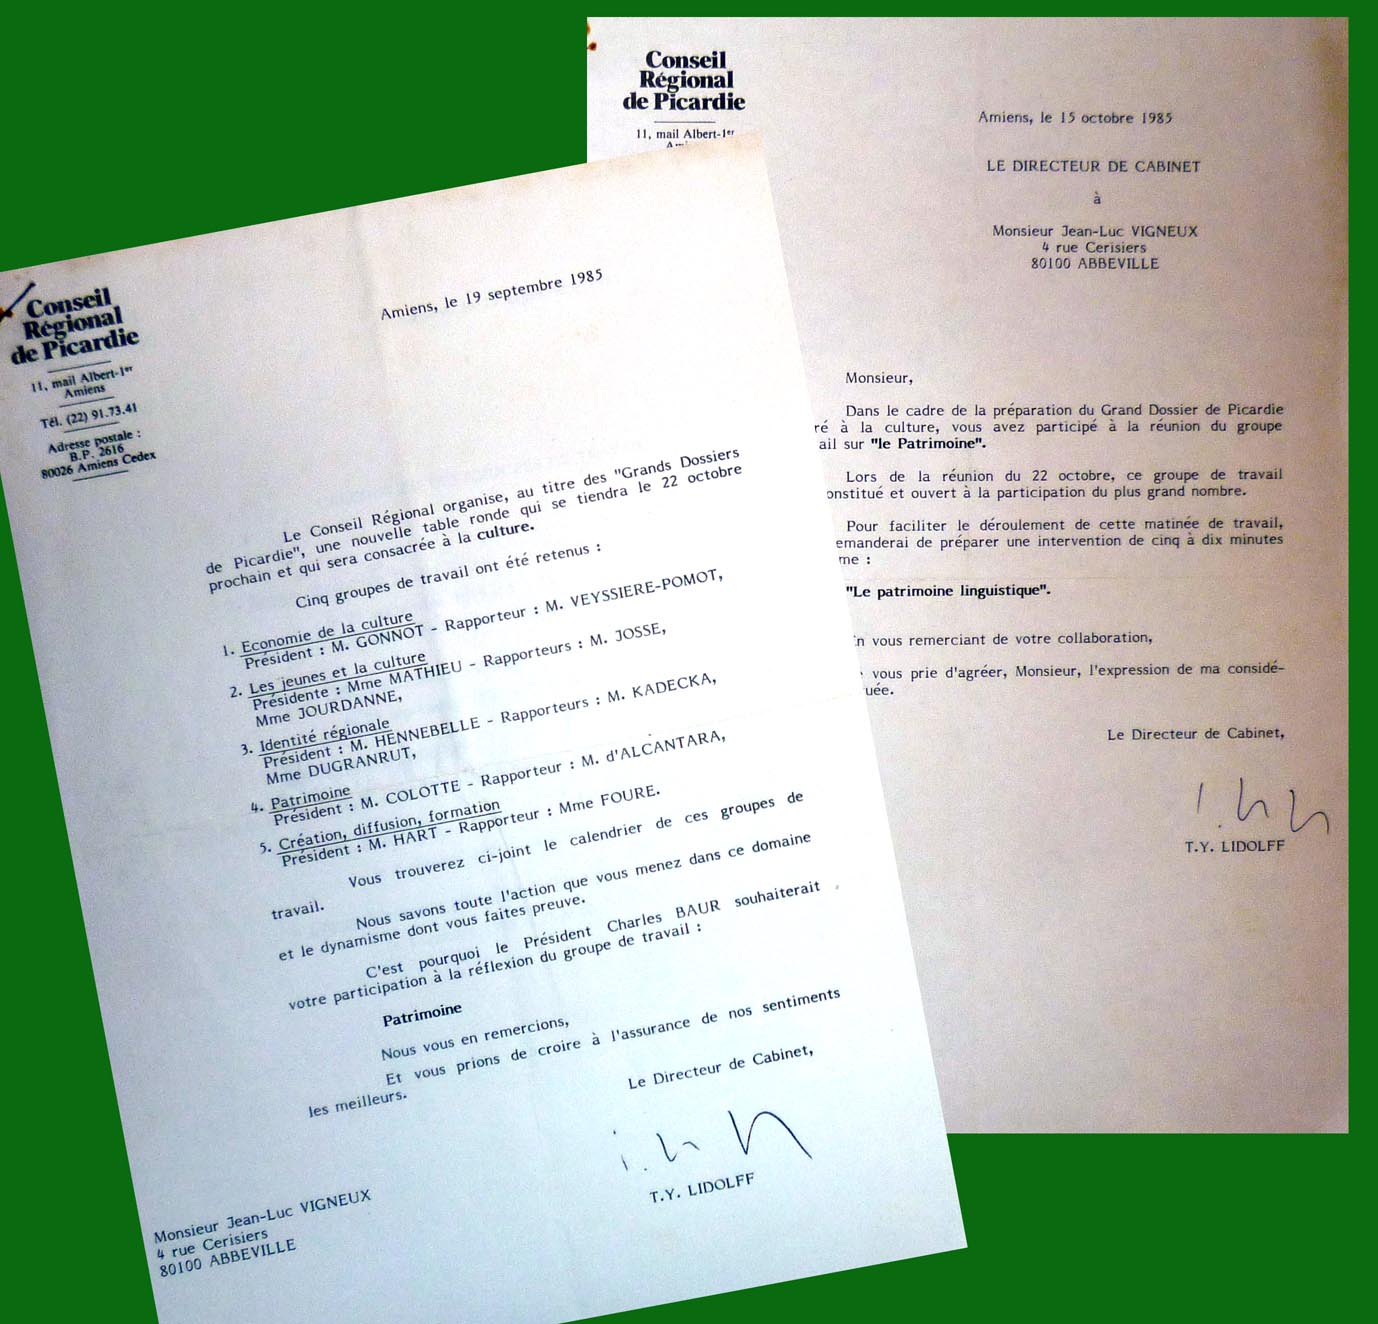 Conseil
Régional
de Picardie
11, mail Albert-1er
Amiens
Tél. (22) 91.73.41
Adresse postale :
B.P. 2616
80026 Amiens Cedex
Amiens, le 19 septembre 1985
Le Conseil Régional organise, au titre des "Grands Dossiers
de Picardie", une nouvelle table ronde qui se tiendra le 22 octobre
prochain et qui sera consacrée à la culture.
Cinq groupes de travail ont été retenus :
1. Economie de la culture
Président : M. GONNOT - Rapporteur : M. VEYSSIERE-POMOT,
2. Les jeunes et la culture
Présidente : Mme MATHIEU - Rapporteurs : M. JOSSE,
Mme JOURDANNE,
3. Identité régionale
Président : M. HENNEBELLE - Rapporteurs : M. KADECKA,
Mme DUGRANRUT,
4. Patrimoine
Président : M. COLOTTE - Rapporteur : M. d'ALCANTARA,
5. Création, diffusion, formation
Président : M. HART - Rapporteur : Mme FOURE.
Vous trouverez ci-joint le calendrier de ces groupes de
travail.
Nous savons toute l'action que vous menez dans ce domaine
et le dynamisme dont vous faites preuve.
C'est pourquoi le Président Charles BAUR souhaiterait
votre participation à la réflexion du groupe de travail :
Patrimoine
Nous vous en remercions,
Et vous prions de croire à l'assurance de nos sentiments
les meilleurs.
Le Directeur de Cabinet,
T.Y. LIDOLFF
Monsieur Jean-Luc VIGNEUX
4 rue Cerisiers
80100 ABBEVILLE
Conseil
Régional
de Picardie
11, mail Albert-1er
Amiens, le 15 octobre 1985
LE DIRECTEUR DE CABINET
à
Monsieur Jean-Luc VIGNEUX
4 rue Cerisiers
80100 ABBEVILLE
Monsieur,
Dans le cadre de la préparation du Grand Dossier de Picardie
ré à la culture, vous avez participé à la réunion du groupe
ail sur "le Patrimoine".
Lors de la réunion du 22 octobre, ce groupe de travail
onstitué et ouvert à la participation du plus grand nombre.
Pour faciliter le déroulement de cette matinée de travail,
emanderai de préparer une intervention de cinq à dix minutes
me :
"Le patrimoine linguistique".
n vous remerciant de votre collaboration,
vous prie d'agréer, Monsieur, l'expression de ma considé-
uée.
Le Directeur de Cabinet,
T.Y. LIDOLFF